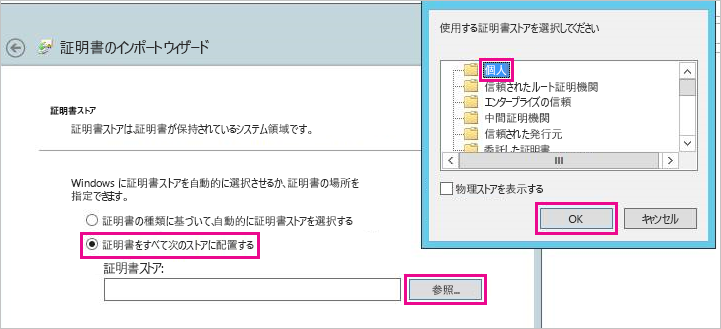 証明書のインポートウィザード
証明書ストア
証明書ストアは、証明書が保持されているシステム領域です。
Windows に証明書ストアを自動的に選択させるか、証明書の場所を
指定できます。
証明書の種類に基づいて、自動的に証明書ストアを選択する
証明書をすべて次のストアに配置する
証明書ストア:
参照...
使用する証明書ストアを選択してください
個人
信頼されたルート証明機関
エンタープライズの信頼
中間証明機関
信頼された発行元
委託した証明書
物理ストアを表示する
OK
キャンセル